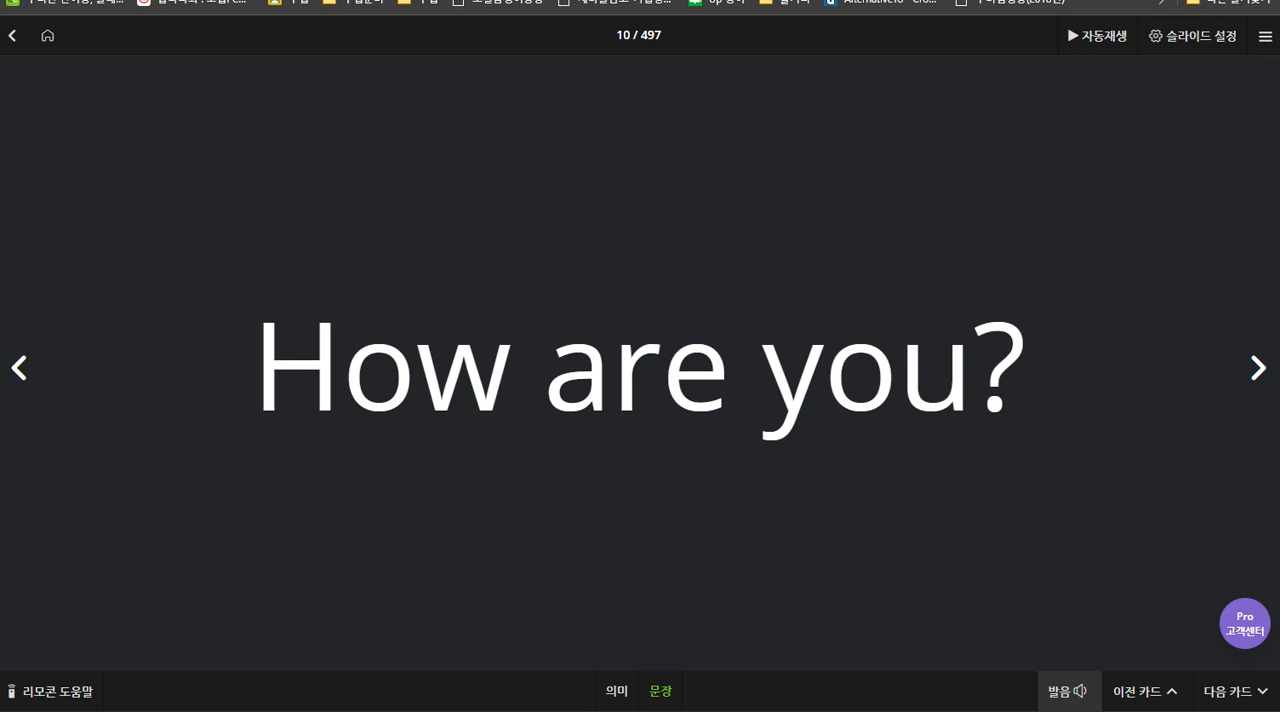 10 / 497
자동재생
슬라이드 설정
How are you?
Pro
고객센터
리모콘 도움말
의미
문장
발음
이전 카드
다음 카드